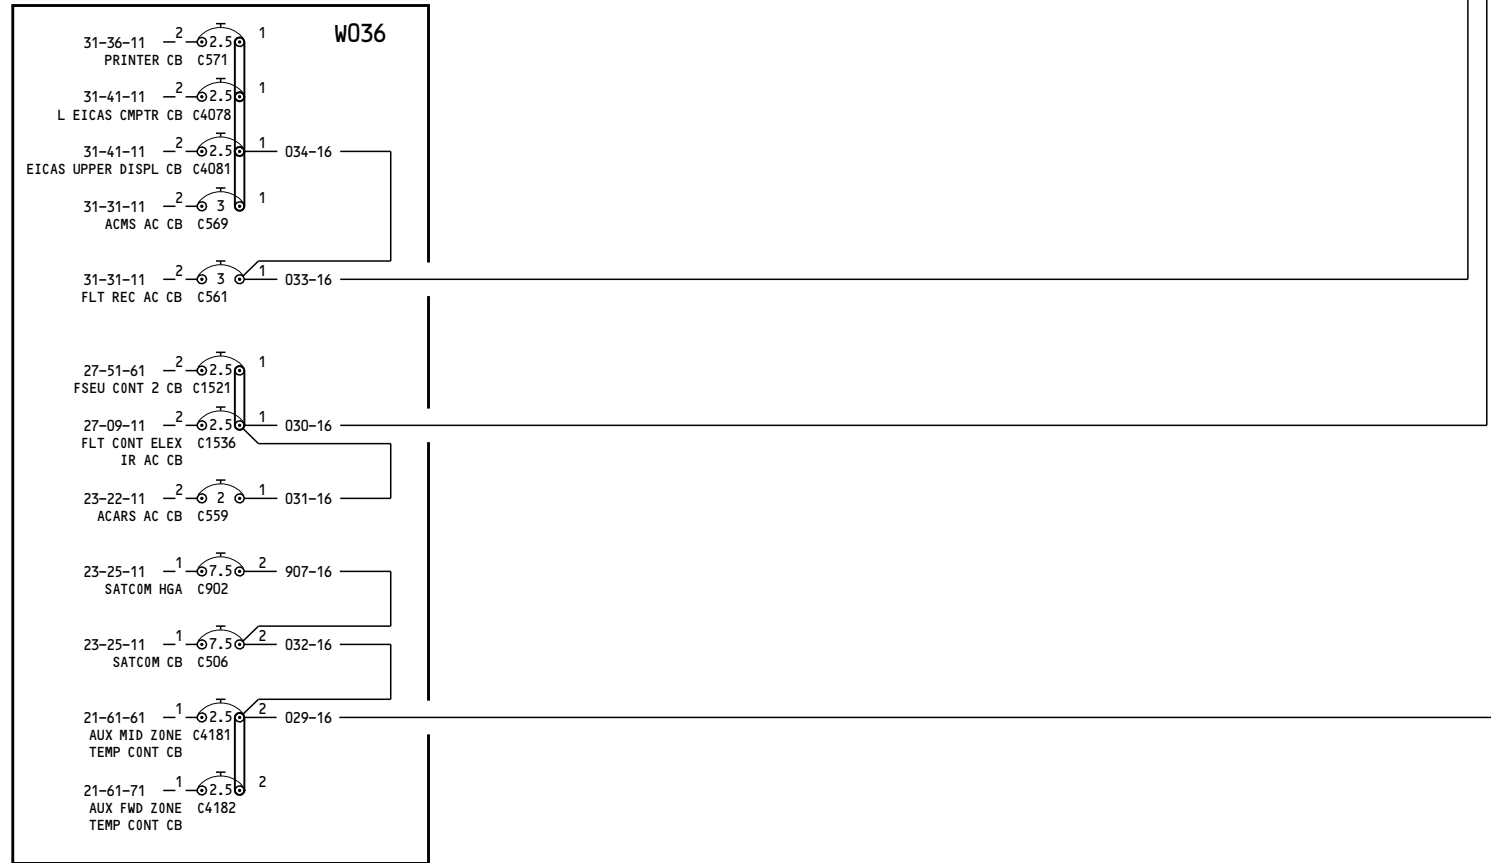 W036
31-36-11 2 2.5 1
PRINTER CB C571
31-41-11 2 2.5 1
L EICAS CMPTR CB C4078
31-41-11 2 2.5 1 034-16
EICAS UPPER DISPL CB C4081
31-31-11 2 3 1
ACMS AC CB C569
31-31-11 2 3 1 033-16
FLT REC AC CB C561
27-51-61 2 2.5 1
FSEU CONT 2 CB C1521
27-09-11 2 2.5 1 030-16
FLT CONT ELEX C1536
IR AC CB
23-22-11 2 2 1 031-16
ACARS AC CB C559
23-25-11 1 7.5 2 907-16
SATCOM HGA C902
23-25-11 1 7.5 2 032-16
SATCOM CB C506
21-61-61 1 2.5 2 029-16
AUX MID ZONE C4181
TEMP CONT CB
21-61-71 1 2.5 2
AUX FWD ZONE C4182
TEMP CONT CB